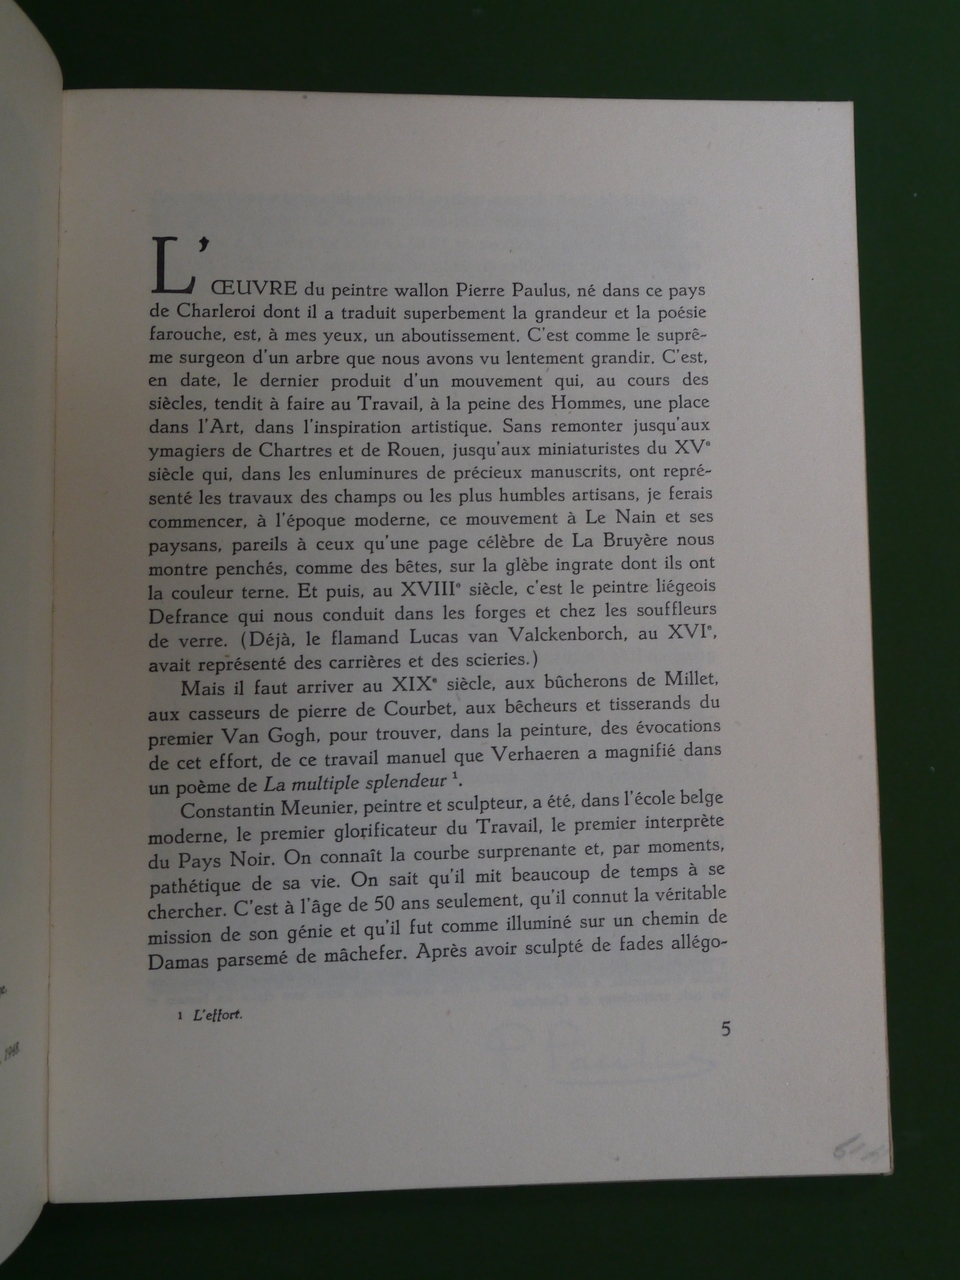 L'ŒUVRE du peintre wallon Pierre Paulus, né dans ce pays
de Charleroi dont il a traduit superbement la grandeur et la poésie
farouche, est, à mes yeux, un aboutissement. C'est comme le suprê-
me surgeon d'un arbre que nous avons vu lentement grandir. C'est,
en date, le dernier produit d'un mouvement qui, au cours des
siècles, tendit à faire au Travail, à la peine des Hommes, une place
dans l'Art, dans l'inspiration artistique. Sans remonter jusqu'aux
ymagiers de Chartres et de Rouen, jusqu'aux miniaturistes du XVe
siècle qui, dans les enluminures de précieux manuscrits, ont repré-
senté les travaux des champs ou les plus humbles artisans, je ferais
commencer, à l'époque moderne, ce mouvement à Le Nain et ses
paysans, pareils à ceux qu'une page célèbre de La Bruyère nous
montre penchés, comme des bêtes, sur la glèbe ingrate dont ils ont
la couleur terne. Et puis, au XVIIIe siècle, c'est le peintre liégeois
Defrance qui nous conduit dans les forges et chez les souffleurs
de verre. (Déjà, le flamand Lucas van Valckenborch, au XVIe,
avait représenté des carrières et des scieries.)
Mais il faut arriver au XIXe siècle, aux bûcherons de Millet,
aux casseurs de pierre de Courbet, aux bêcheurs et tisserands du
premier Van Gogh, pour trouver, dans la peinture, des évocations
de cet effort, de ce travail manuel que Verhaeren a magnifié dans
un poème de La multiple splendeur 1.
Constantin Meunier, peintre et sculpteur, a été, dans l'école belge
moderne, le premier glorificateur du Travail, le premier interprète
du Pays Noir. On connaît la courbe surprenante et, par moments,
pathétique de sa vie. On sait qu'il mit beaucoup de temps à se
chercher. C'est à l'âge de 50 ans seulement, qu'il connut la véritable
mission de son génie et qu'il fut comme illuminé sur un chemin de
Damas parsemé de mâchefer. Après avoir sculpté de fades allégo-
1 L'effort.
5
1948